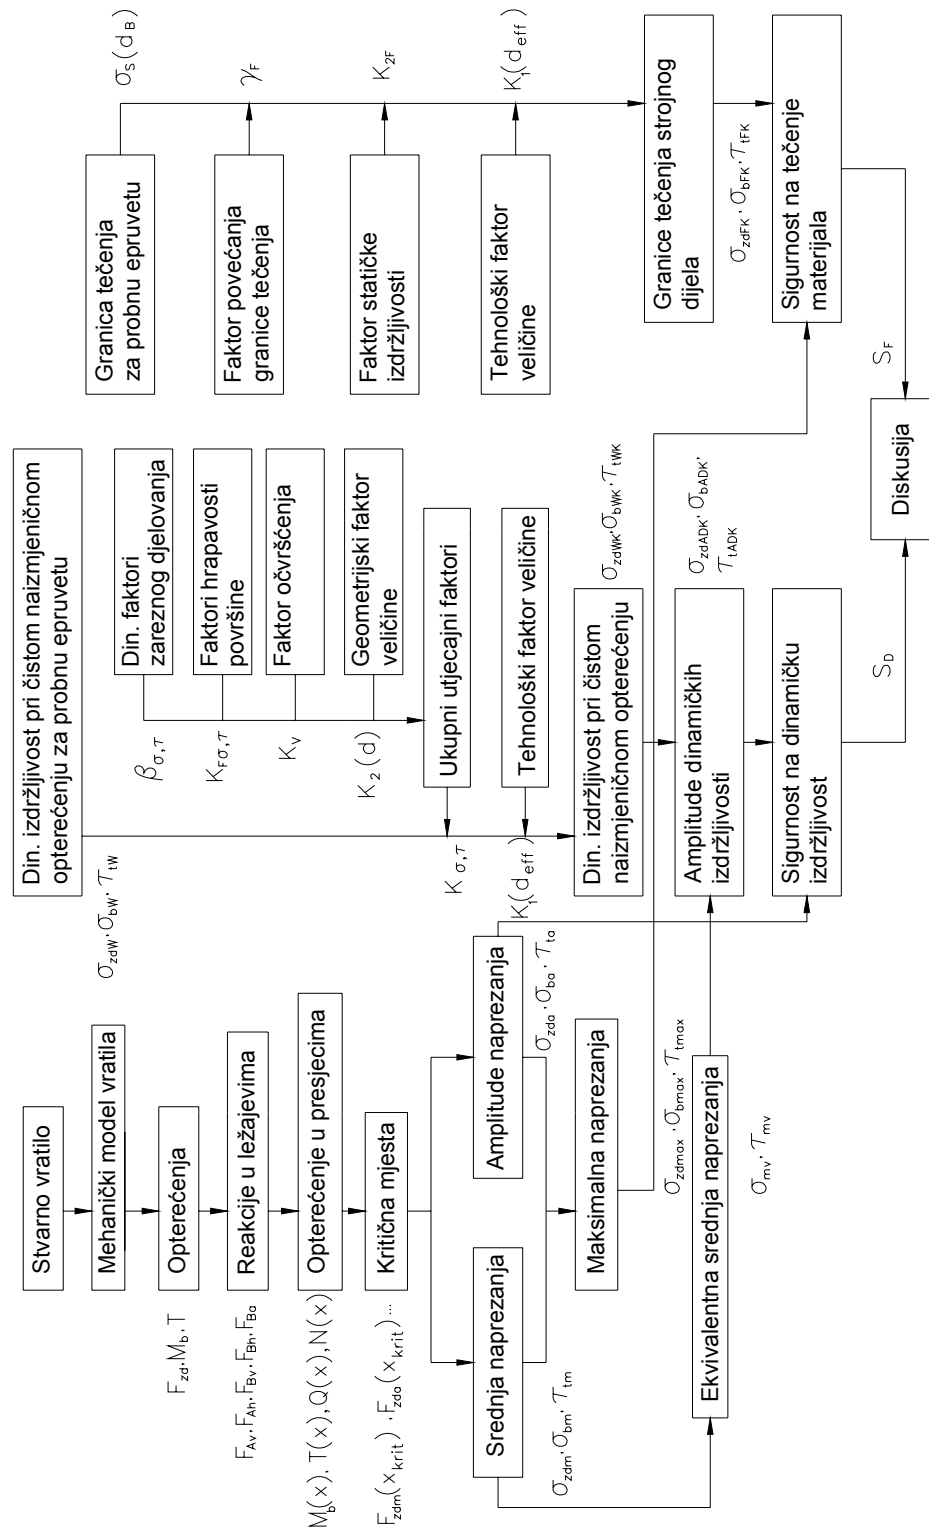 Stvarno vratilo
Mehanički model vratila
Opterećenja
F_zd, M_b, T
Reakcije u ležajevima
F_Av, F_Ah, F_Bv, F_Bh, F_Ba
Opterećenje u presjecima
M_b(x), T(x), Q(x), N(x)
Kritična mjesta
F_zdm(x_krit), F_zda(x_krit)...
Srednja naprezanja
σ_zdm, σ_bm, τ_tm
Amplitude naprezanja
σ_zda, σ_ba, τ_ta
Maksimalna naprezanja
σ_zdmax, σ_bmax, τ_tmax
Ekvivalentna srednja naprezanja
σ_mv, τ_mv
Din. izdržljivost pri čistom naizmjeničnom
opterećenju za probnu epruvetu
σ_zdW, σ_bW, τ_tW
Din. faktori
zareznog djelovanja
β_σ,τ
Faktori hrapavosti
površine
K_Fσ,τ
Faktor očvršćenja
K_V
Geometrijski faktor
veličine
K_2(d)
Ukupni utjecajni faktori
K_σ,τ
Tehnološki faktor veličine
K_1(d_eff)
Din. izdržljivost pri čistom
naizmjeničnom opterećenju
σ_zdWK, σ_bWK, τ_tWK
Amplitude dinamičkih
izdržljivosti
σ_zdADK, σ_bADK,
τ_tADK
Sigurnost na dinamičku
izdržljivost
S_D
Granica tečenja
za probnu epruvetu
σ_S(d_B)
Faktor povećanja
granice tečenja
γ_F
Faktor statičke
izdržljivosti
K_2F
Tehnološki faktor
veličine
K_1(d_eff)
Granice tečenja strojnog
dijela
σ_zdFK, σ_bFK, τ_tFK
Sigurnost na tečenje
materijala
S_F
Diskusija